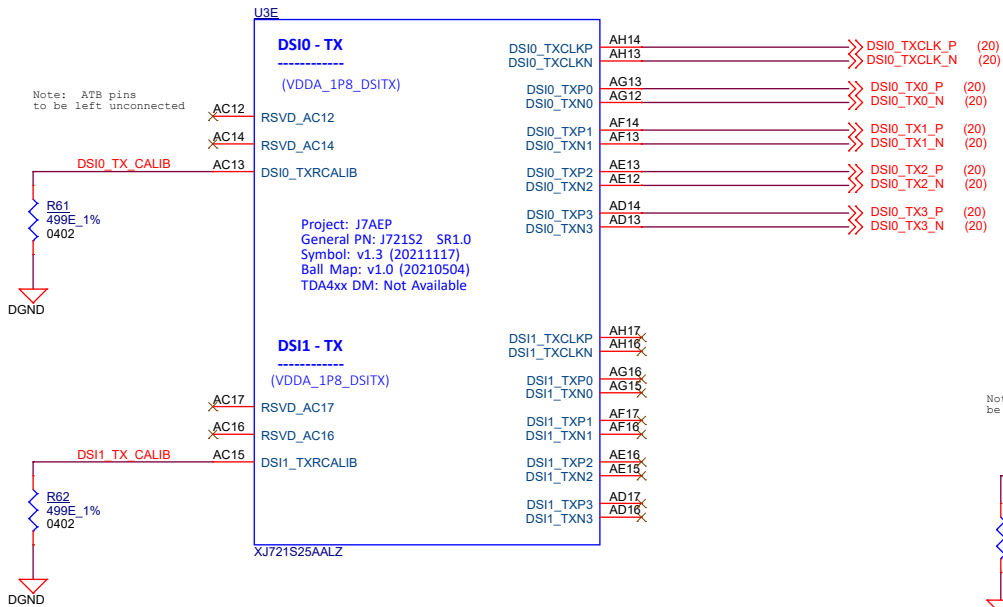 U3E
DSI0 - TX
------------
(VDDA_1P8_DSITX)
Note: ATB pins
to be left unconnected
AC12
RSVD_AC12
AC14
RSVD_AC14
DSI0_TX_CALIB
AC13
DSI0_TXRCALIB
R61
499E_1%
0402
DGND
Project: J7AEP
General PN: J721S2 SR1.0
Symbol: v1.3 (20211117)
Ball Map: v1.0 (20210504)
TDA4xx DM: Not Available
DSI0_TXCLKP AH14 DSI0_TXCLK_P (20)
DSI0_TXCLKN AH13 DSI0_TXCLK_N (20)
DSI0_TXP0 AG13 DSI0_TX0_P (20)
DSI0_TXN0 AG12 DSI0_TX0_N (20)
DSI0_TXP1 AF14 DSI0_TX1_P (20)
DSI0_TXN1 AF13 DSI0_TX1_N (20)
DSI0_TXP2 AE13 DSI0_TX2_P (20)
DSI0_TXN2 AE12 DSI0_TX2_N (20)
DSI0_TXP3 AD14 DSI0_TX3_P (20)
DSI0_TXN3 AD13 DSI0_TX3_N (20)
DSI1 - TX
------------
(VDDA_1P8_DSITX)
AC17
RSVD_AC17
AC16
RSVD_AC16
DSI1_TX_CALIB
AC15
DSI1_TXRCALIB
R62
499E_1%
0402
DGND
DSI1_TXCLKP AH17
DSI1_TXCLKN AH16
DSI1_TXP0 AG16
DSI1_TXN0 AG15
DSI1_TXP1 AF17
DSI1_TXN1 AF16
DSI1_TXP2 AE16
DSI1_TXN2 AE15
DSI1_TXP3 AD17
DSI1_TXN3 AD16
XJ721S25AALZ
be